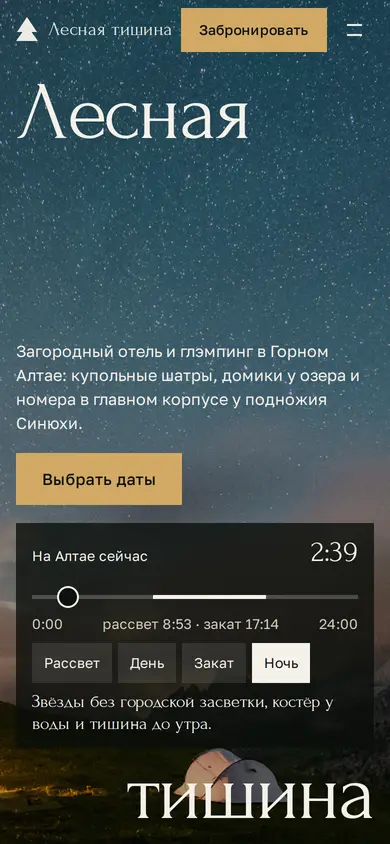 Лесная тишина
Забронировать
Лесная
Загородный отель и глэмпинг в Горном
Алтае: купольные шатры, домики у озера и
номера в главном корпусе у подножия
Синюхи.
Выбрать даты
На Алтае сейчас
2:39
0:00 рассвет 8:53 · закат 17:14 24:00
Рассвет День Закат Ночь
Звёзды без городской засветки, костёр у
воды и тишина до утра.
тишина